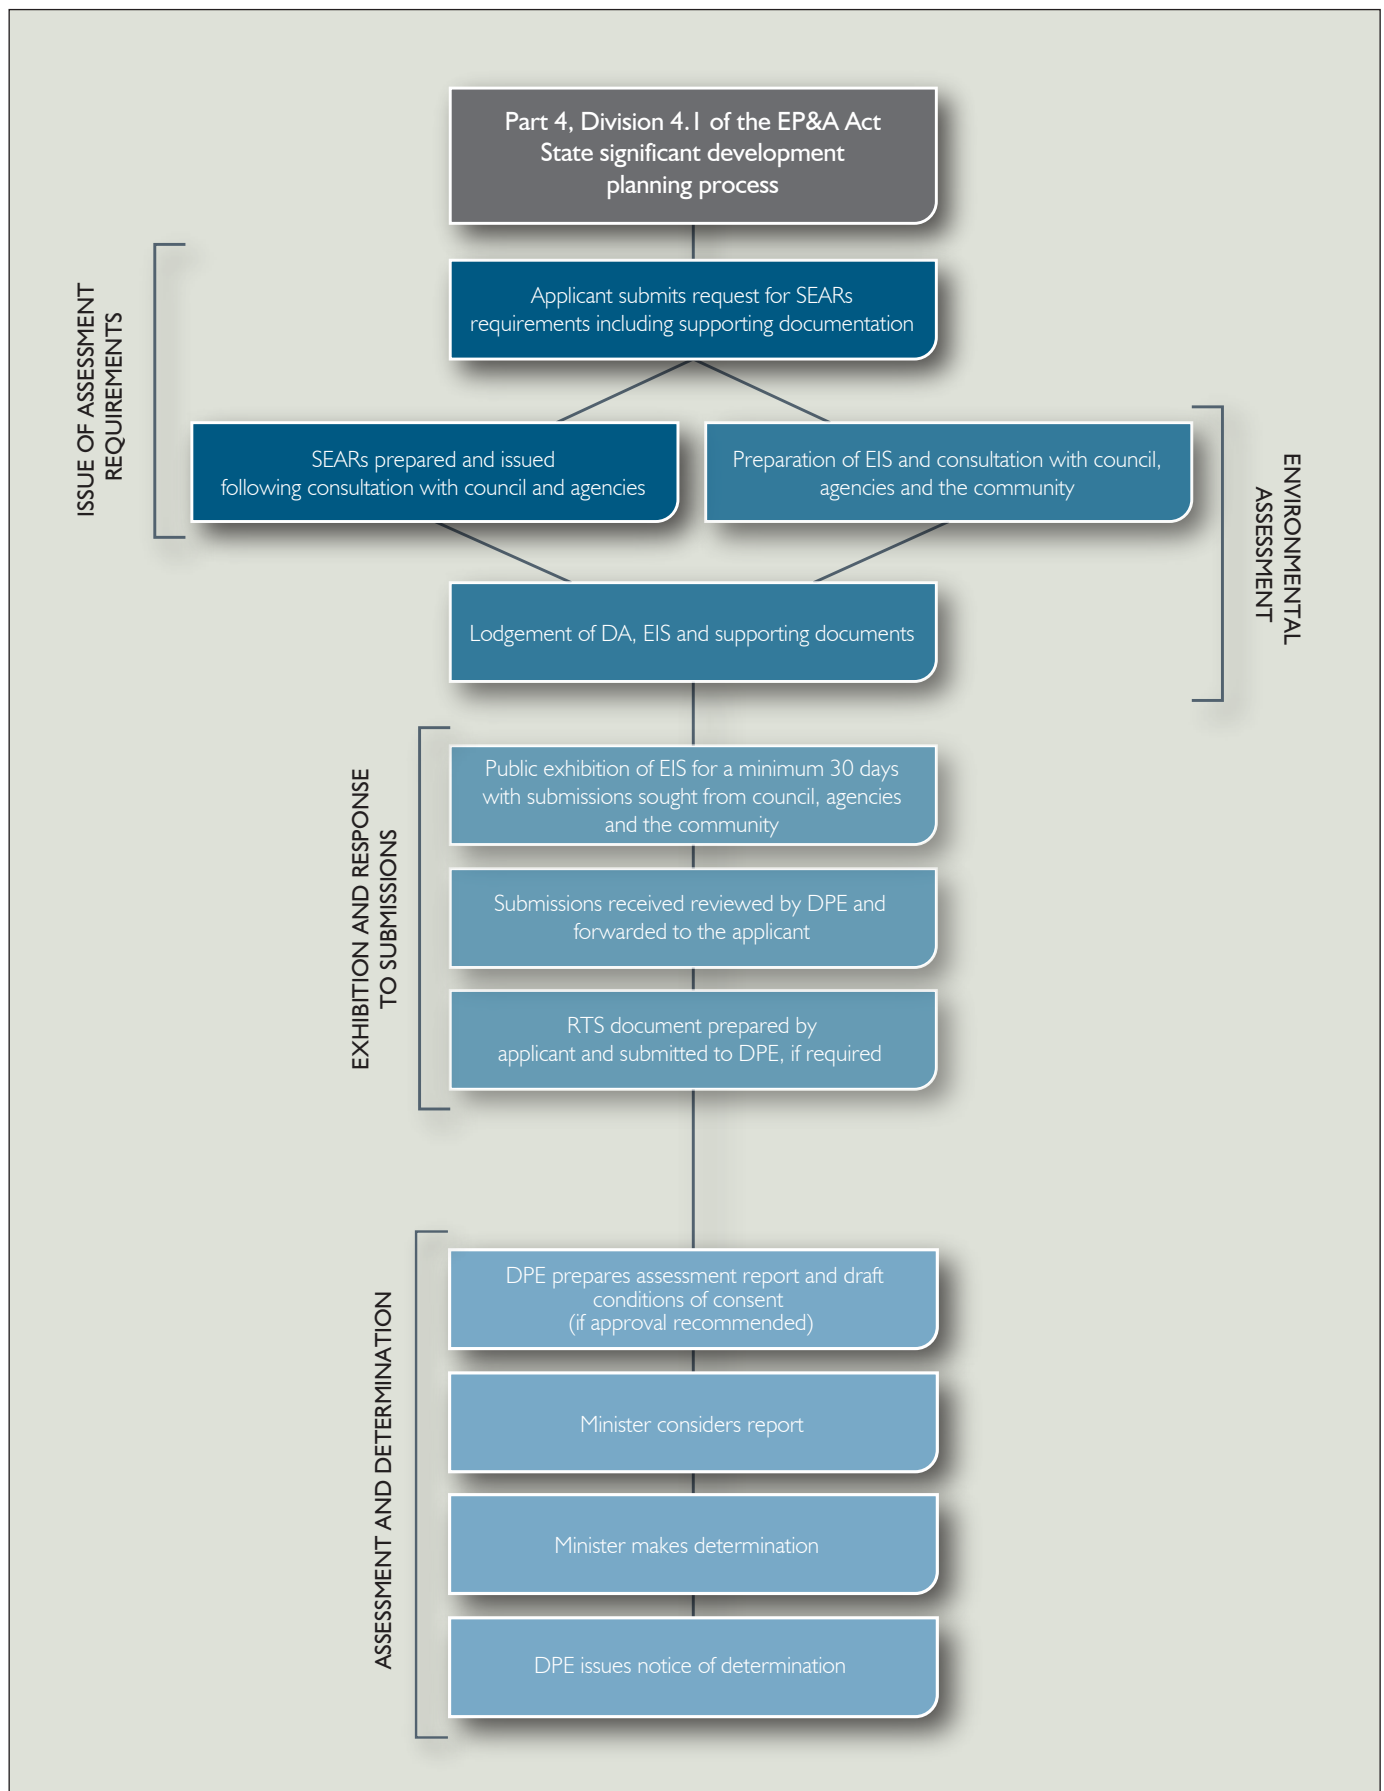 Part 4, Division 4.1 of the EP&A Act
State significant development
planning process
ISSUE OF ASSESSMENT
REQUIREMENTS
Applicant submits request for SEARs
requirements including supporting documentation
SEARs prepared and issued
following consultation with council and agencies
Preparation of EIS and consultation with council,
agencies and the community
ENVIRONMENTAL
ASSESSMENT
Lodgement of DA, EIS and supporting documents
EXHIBITION AND RESPONSE
TO SUBMISSIONS
Public exhibition of EIS for a minimum 30 days
with submissions sought from council, agencies
and the community
Submissions received reviewed by DPE and
forwarded to the applicant
RTS document prepared by
applicant and submitted to DPE, if required
ASSESSMENT AND DETERMINATION
DPE prepares assessment report and draft
conditions of consent
(if approval recommended)
Minister considers report
Minister makes determination
DPE issues notice of determination